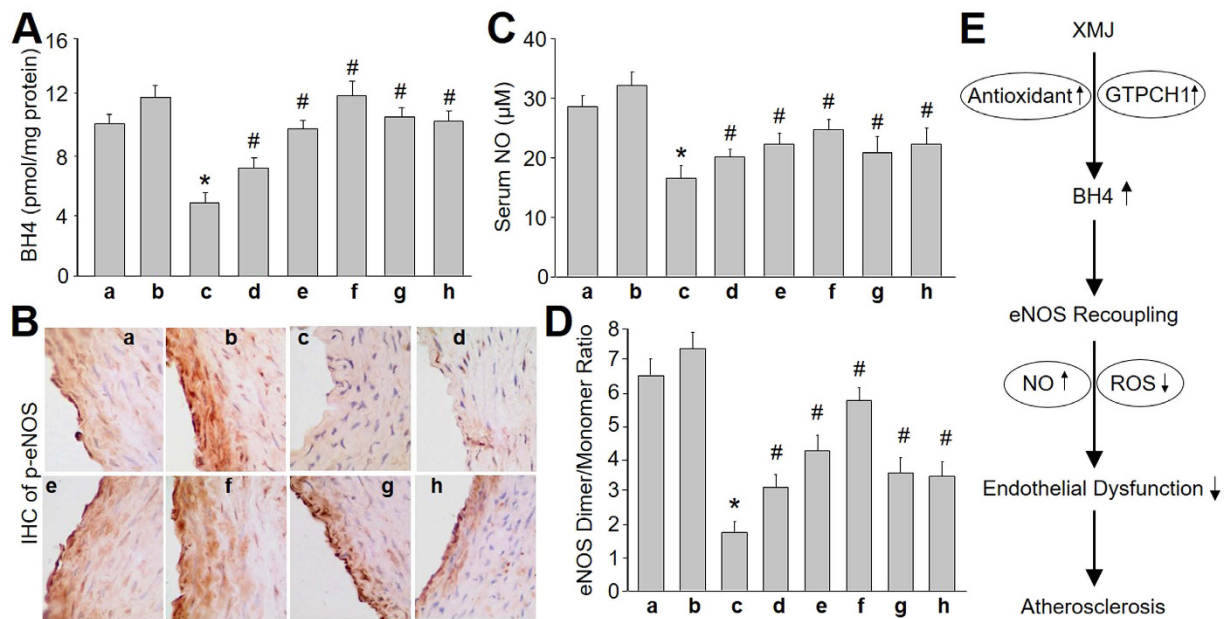 A
BH4 (pmol/mg protein)
16
12
8
4
0
*
#
#
#
#
#
a b c d e f g h
B
IHC of p-eNOS
a b c d
e f g h
C
Serum NO (µM)
40
30
20
10
0
*
#
#
#
#
#
a b c d e f g h
D
eNOS Dimer/Monomer Ratio
8
7
6
5
4
3
2
1
0
*
#
#
#
#
#
a b c d e f g h
E
XMJ
Antioxidant↑ GTPCH1↑
BH4 ↑
eNOS Recoupling
NO ↑ ROS ↓
Endothelial Dysfunction ↓
Atherosclerosis